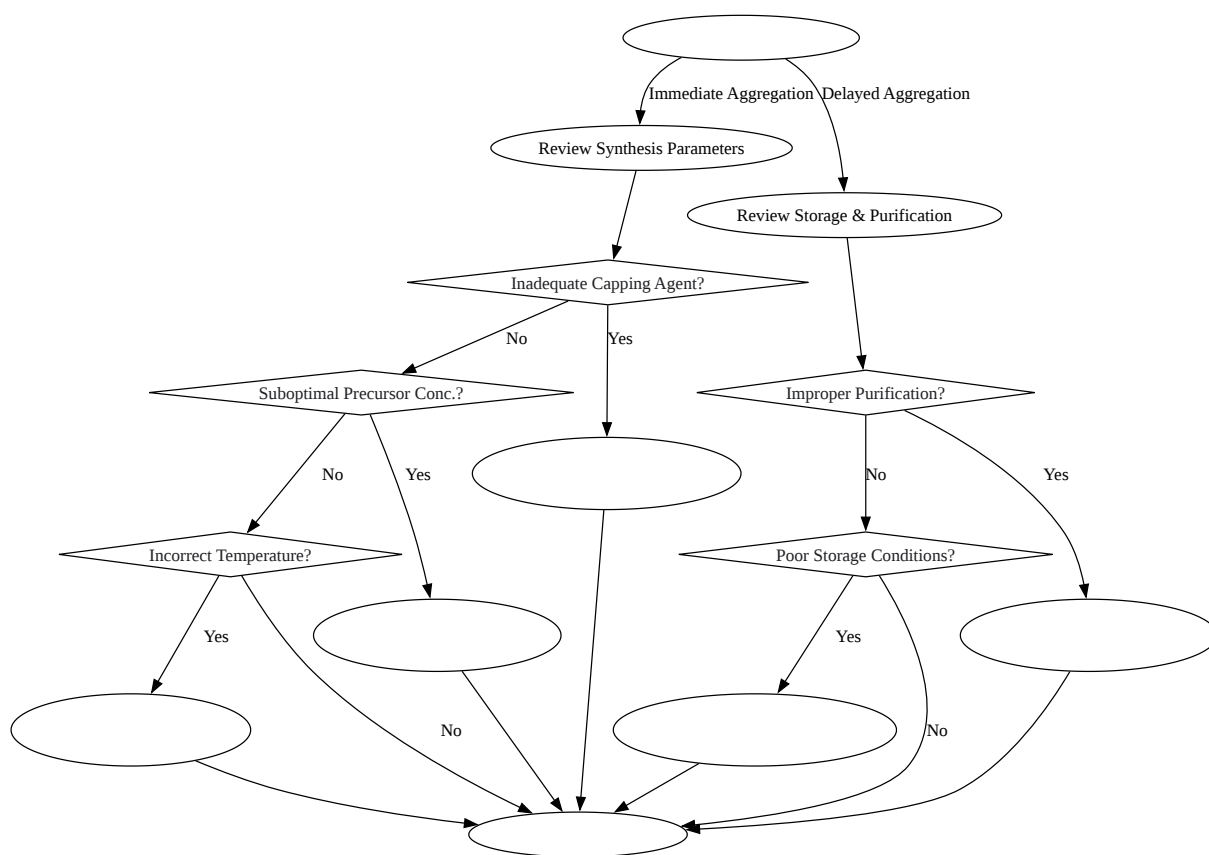 Immediate Aggregation
Delayed Aggregation
Review Synthesis Parameters
Review Storage & Purification
Inadequate Capping Agent?
No
Yes
Suboptimal Precursor Conc.?
Improper Purification?
No
Yes
No
Yes
Incorrect Temperature?
Poor Storage Conditions?
Yes
Yes
No
No